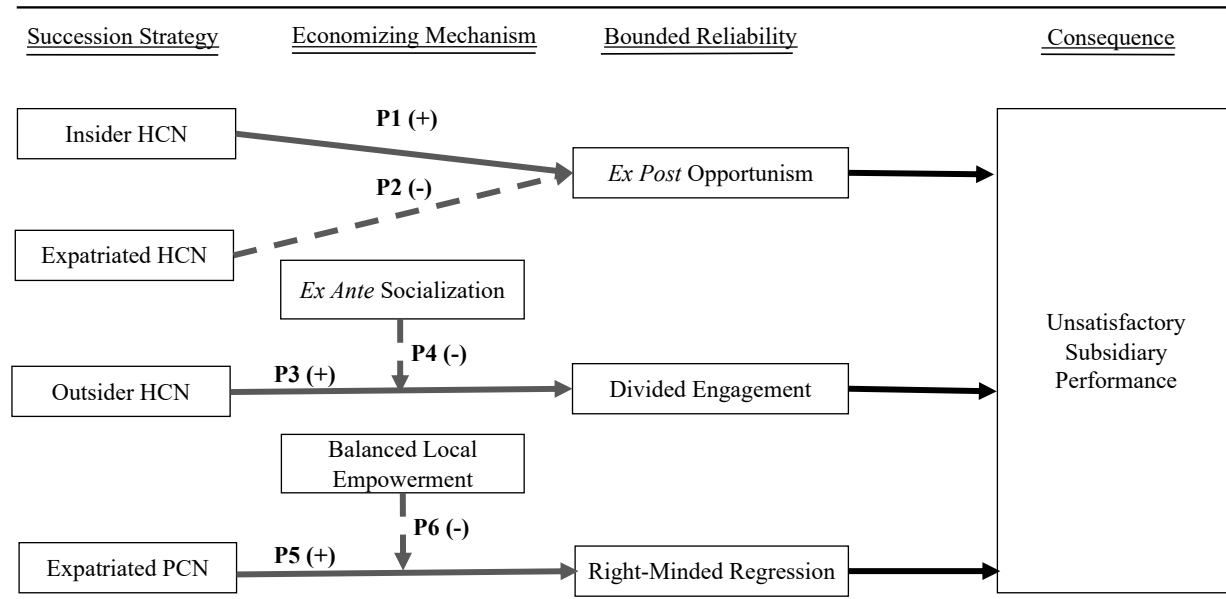 Succession Strategy
Economizing Mechanism
Bounded Reliability
Consequence
Insider HCN
P1 (+)
Ex Post Opportunism
P2 (-)
Expatriated HCN
Ex Ante Socialization
P4 (-)
Outsider HCN
P3 (+)
Divided Engagement
Unsatisfactory
Subsidiary
Performance
Balanced Local
Empowerment
P6 (-)
Expatriated PCN
P5 (+)
Right-Minded Regression